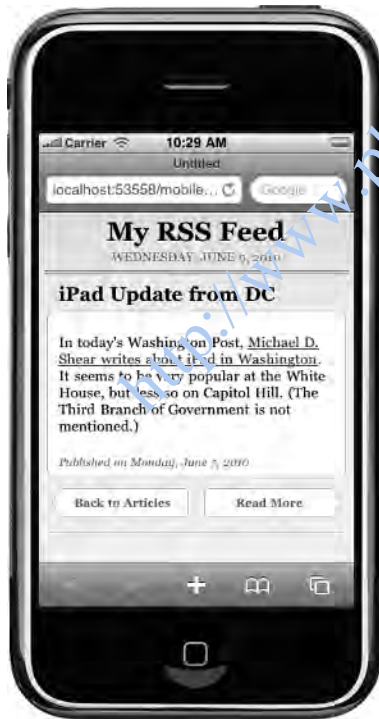 Carrier 10:29 AM
Untitled
localhost:53558/mobile... Google
My RSS Feed
WEDNESDAY, JUNE 9, 2010
iPad Update from DC
In today's Washington Post, Michael D.
Shear writes about iPad in Washington.
It seems to be very popular at the White
House, but less so on Capitol Hill. (The
Third Branch of Government is not
mentioned.)
Published on Monday, June 7, 2010
Back to Articles Read More
http://www.p